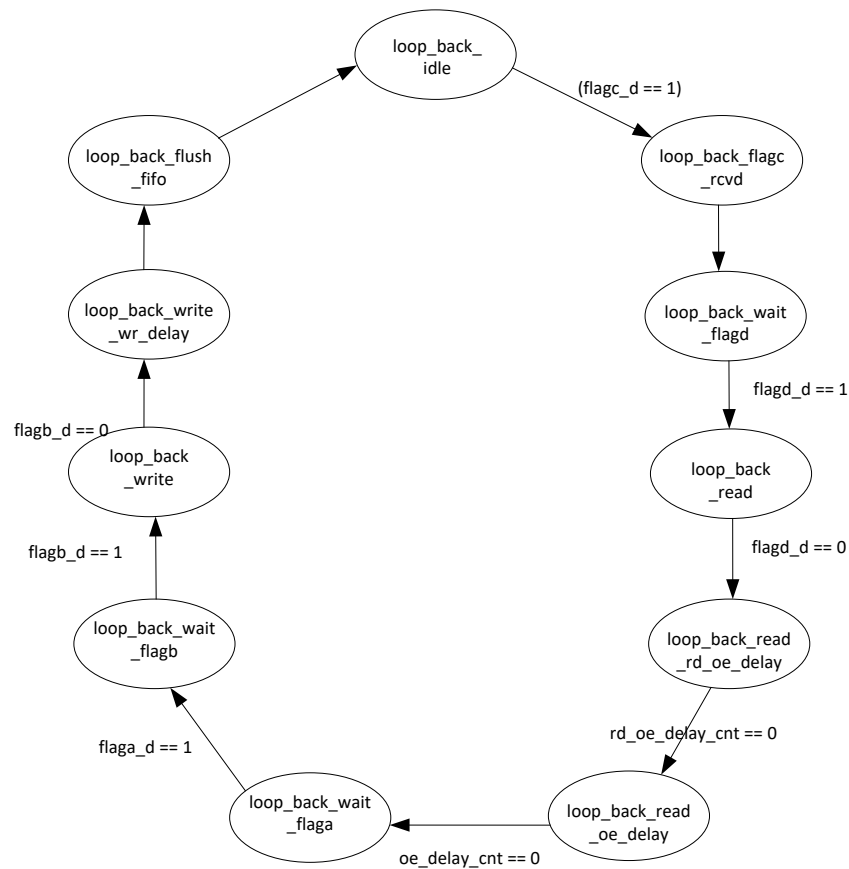 loop_back_
idle
(flagc_d == 1)
loop_back_flagc
_rcvd
loop_back_wait
_flagd
flagd_d == 1
loop_back
_read
flagd_d == 0
loop_back_read
_rd_oe_delay
rd_oe_delay_cnt == 0
loop_back_read
_oe_delay
oe_delay_cnt == 0
loop_back_wait
_flaga
flaga_d == 1
loop_back_wait
_flagb
flagb_d == 1
loop_back
_write
flagb_d == 0
loop_back_write
_wr_delay
loop_back_flush
_fifo